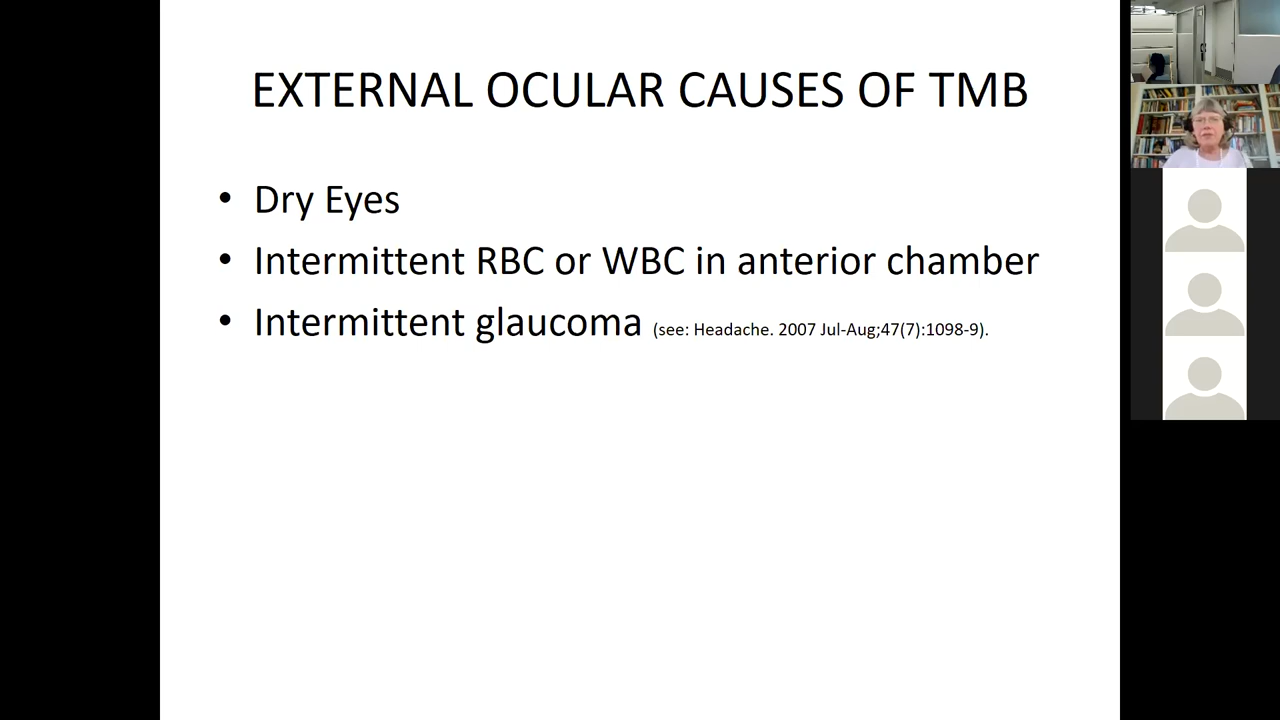 EXTERNAL OCULAR CAUSES OF TMB
• Dry Eyes
• Intermittent RBC or WBC in anterior chamber
• Intermittent glaucoma (see: Headache. 2007 Jul-Aug;47(7):1098-9).